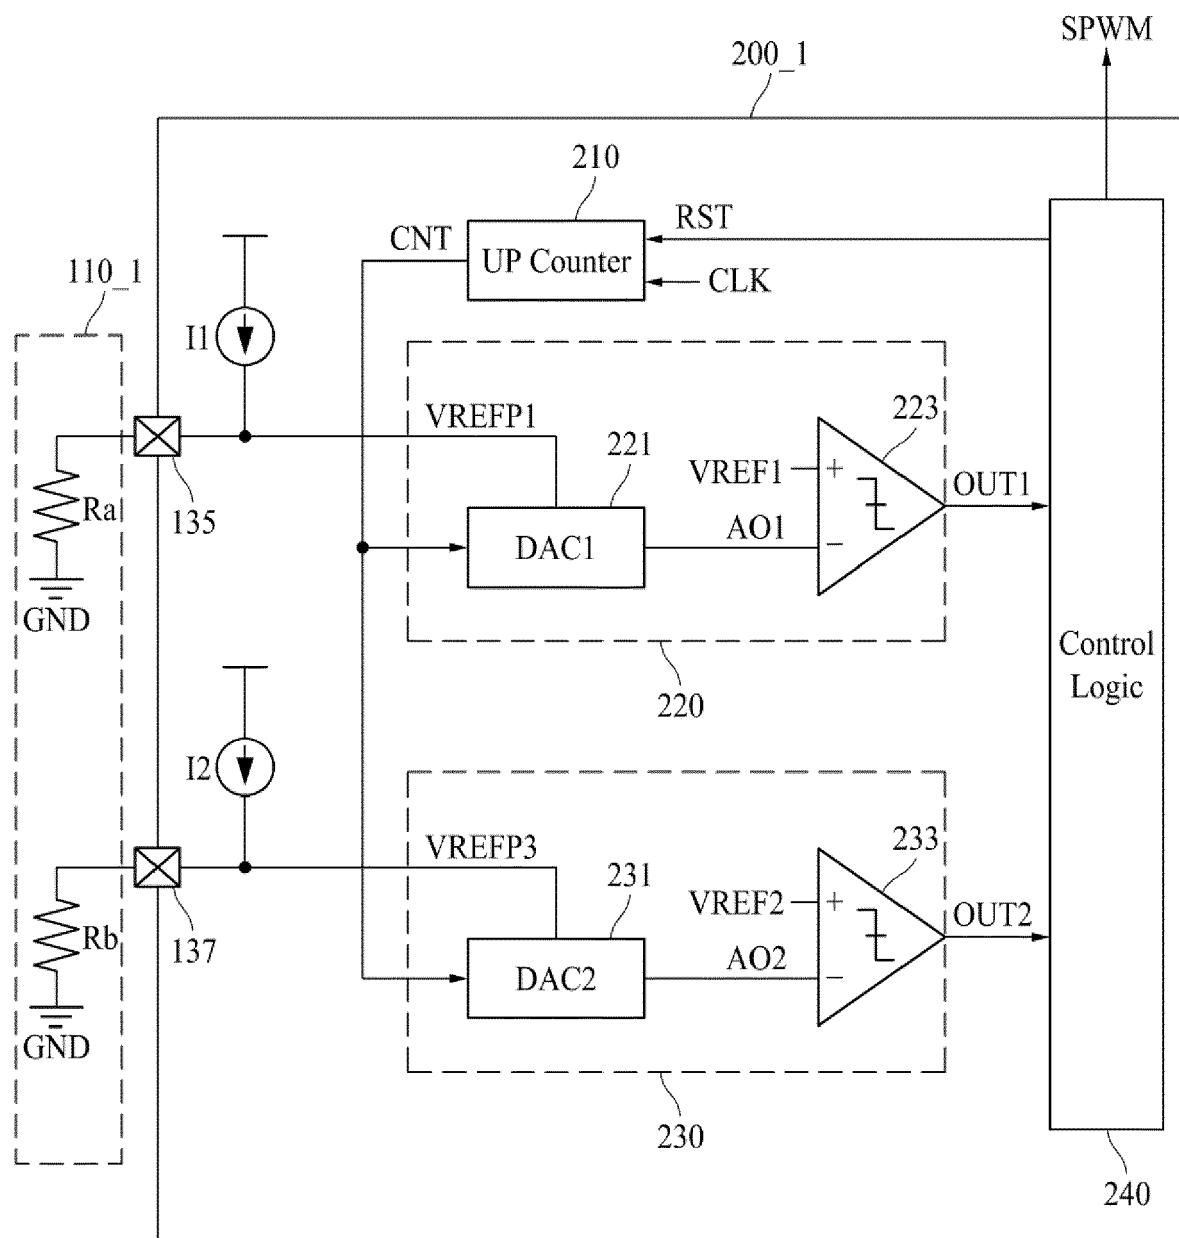 SPWM
200_1
210
RST
CNT
UP Counter
CLK
110_1
I1
VREFP1
221
223
VREF1
+
OUT1
Ra
135
DAC1
AO1
−
GND
Control
Logic
220
I2
VREFP3
231
233
VREF2
+
OUT2
Rb
137
DAC2
AO2
−
GND
230
240